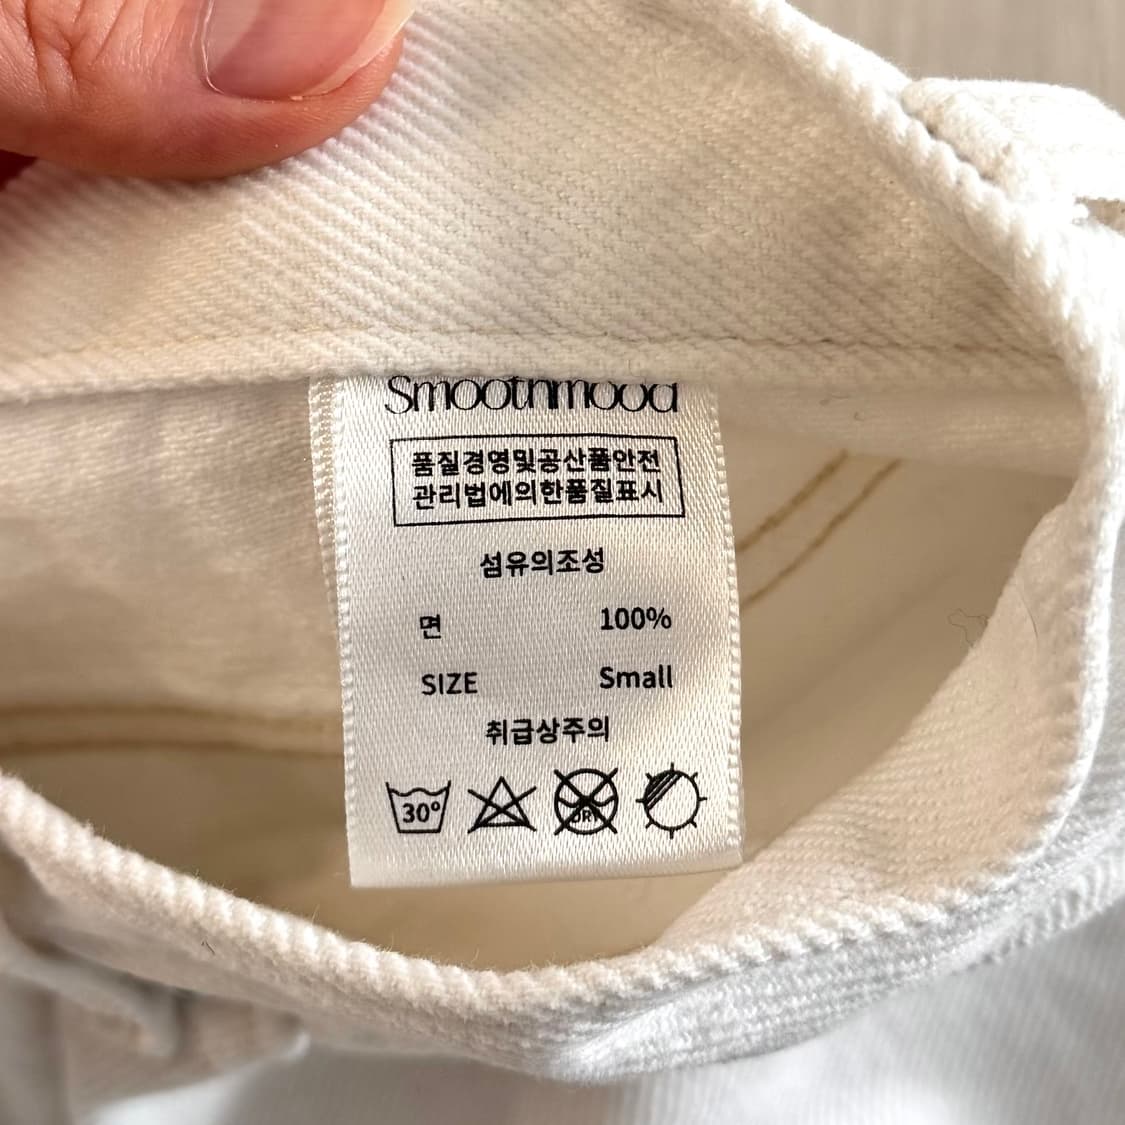 Smoothmood
품질경영및공산품안전
관리법에의한품질표시
섬유의조성
면 100%
SIZE Small
취급상주의
30° DRY